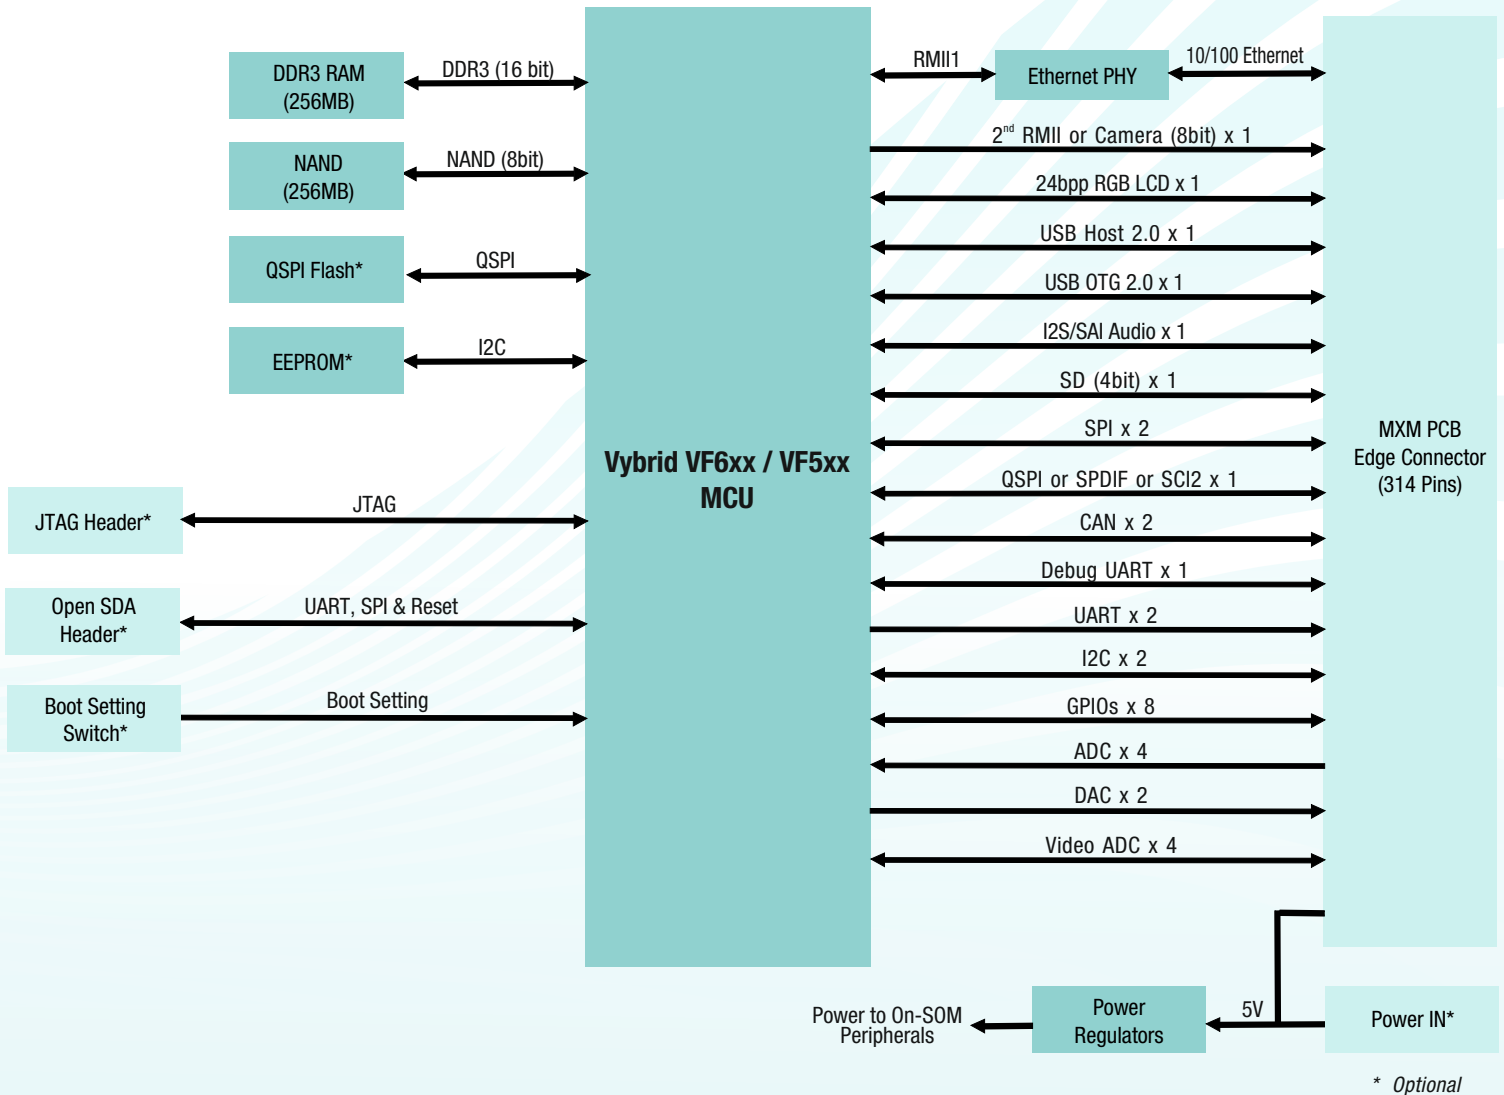 DDR3 RAM
(256MB)
DDR3 (16 bit)
NAND
(256MB)
NAND (8bit)
QSPI Flash*
QSPI
EEPROM*
I2C
JTAG Header*
JTAG
Open SDA
Header*
UART, SPI & Reset
Boot Setting
Switch*
Boot Setting
Vybrid VF6xx / VF5xx
MCU
RMII1
Ethernet PHY
10/100 Ethernet
2nd RMII or Camera (8bit) x 1
24bpp RGB LCD x 1
USB Host 2.0 x 1
USB OTG 2.0 x 1
I2S/SAI Audio x 1
SD (4bit) x 1
SPI x 2
QSPI or SPDIF or SCI2 x 1
CAN x 2
Debug UART x 1
UART x 2
I2C x 2
GPIOs x 8
ADC x 4
DAC x 2
Video ADC x 4
MXM PCB
Edge Connector
(314 Pins)
Power to On-SOM
Peripherals
Power
Regulators
5V
Power IN*
* Optional